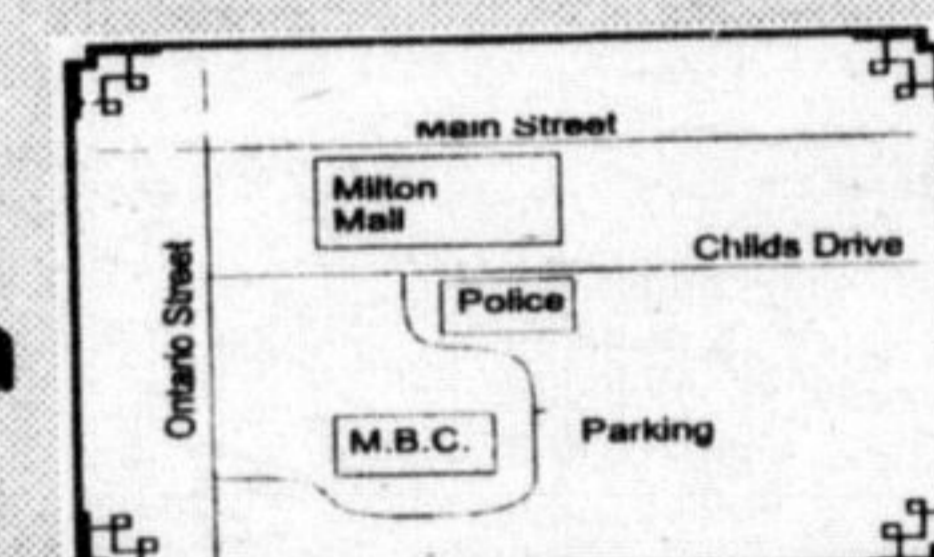 Main Street
Milton
Mall
Childs Drive
Police
Ontario Street
M.B.C.
Parking